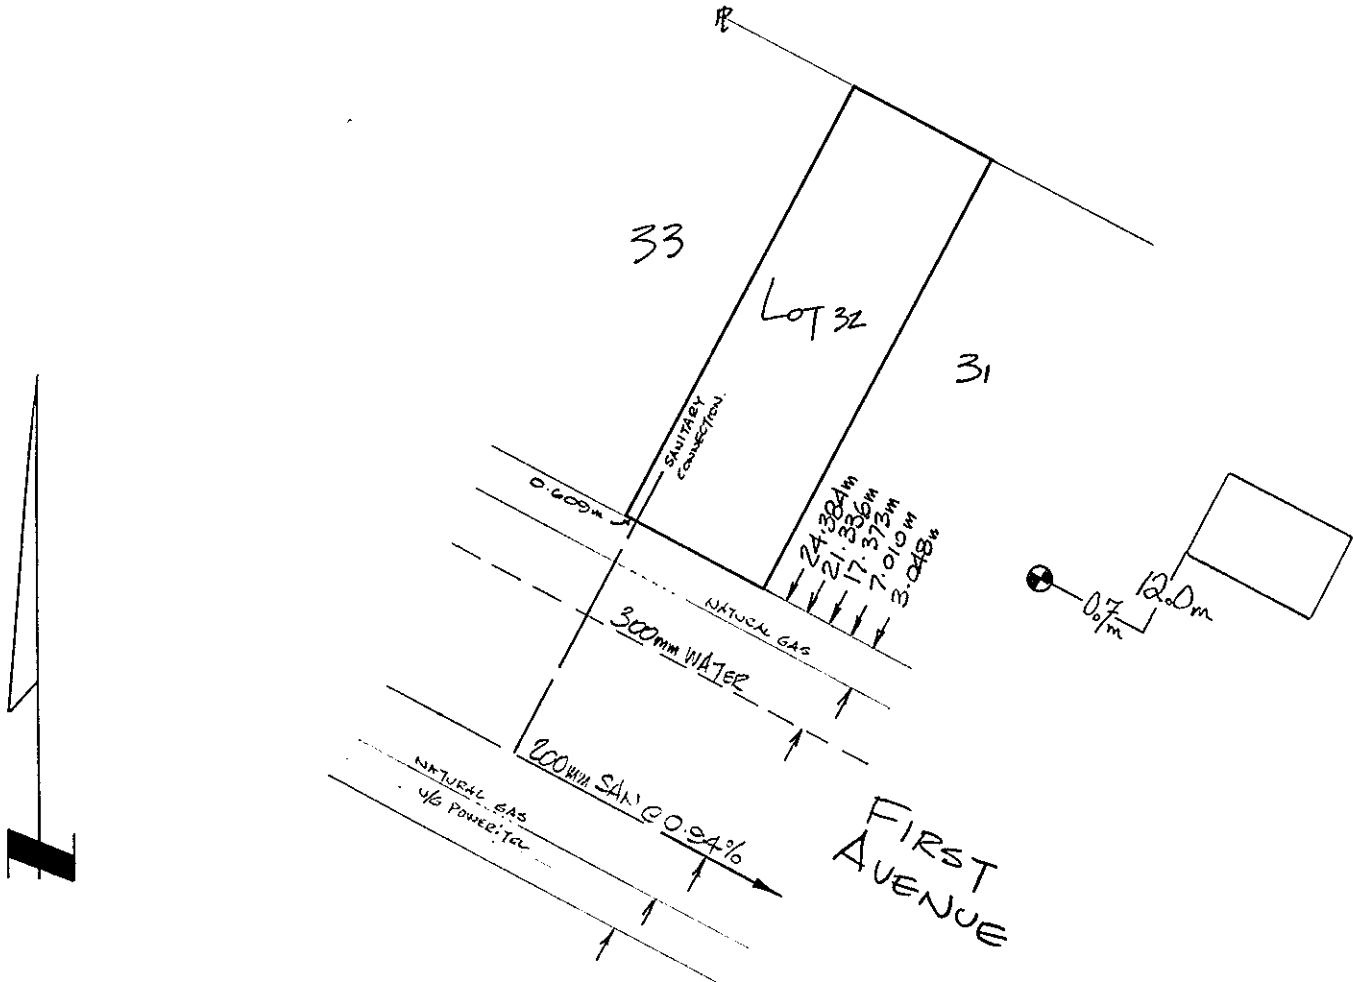 PL
33
LOT 32
31
SANITARY
CONNECTION.
0.609m
24.384m
21.336m
17.373m
7.010m
3.048m
0.7m
12.0m
NATURAL GAS
300mm WATER
200mm SAN @ 0.94%
NATURAL GAS
U/G POWER; TEL
FIRST
AVENUE